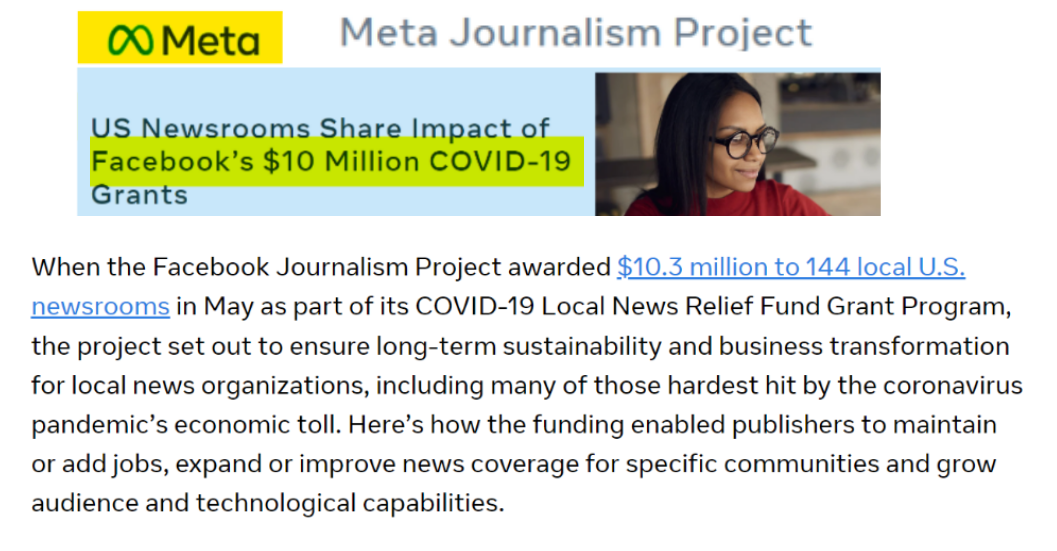 Meta Meta Journalism Project
US Newsrooms Share Impact of
Facebook's $10 Million COVID-19
Grants
When the Facebook Journalism Project awarded $10.3 million to 144 local U.S.
newsrooms in May as part of its COVID-19 Local News Relief Fund Grant Program,
the project set out to ensure long-term sustainability and business transformation
for local news organizations, including many of those hardest hit by the coronavirus
pandemic's economic toll. Here's how the funding enabled publishers to maintain
or add jobs, expand or improve news coverage for specific communities and grow
audience and technological capabilities.